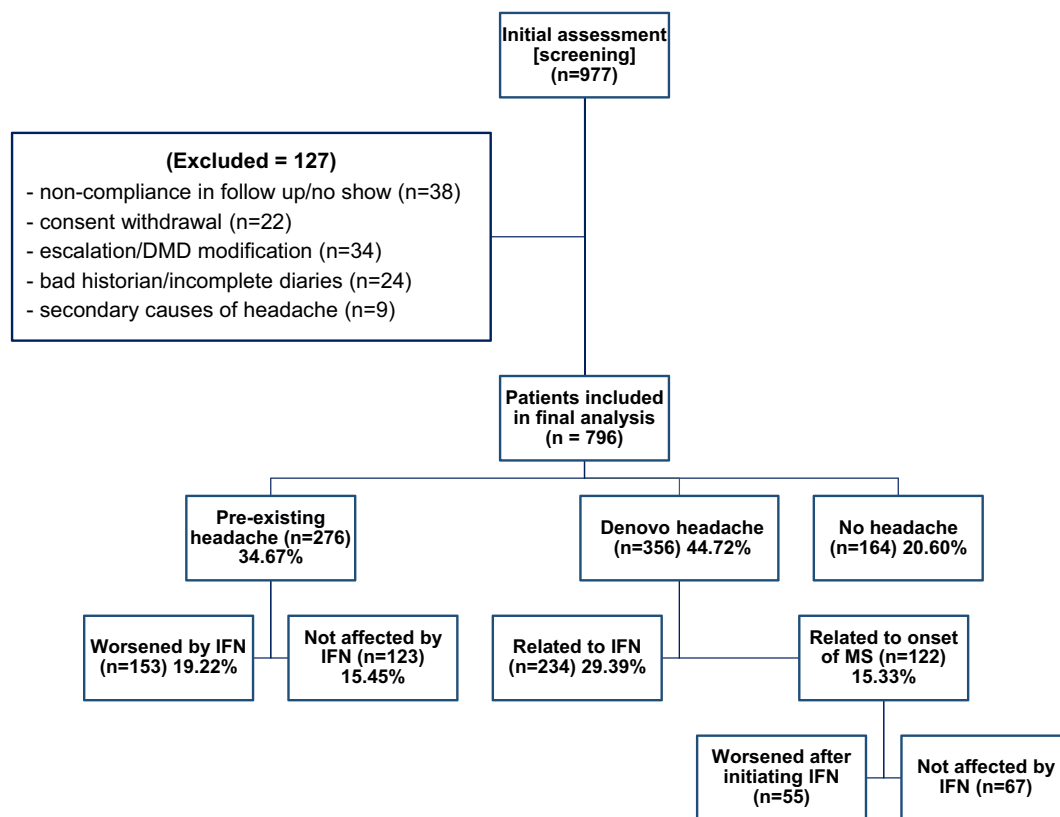 Initial assessment
[screening]
(n=977)
(Excluded = 127)
- non-compliance in follow up/no show (n=38)
- consent withdrawal (n=22)
- escalation/DMD modification (n=34)
- bad historian/incomplete diaries (n=24)
- secondary causes of headache (n=9)
Patients included
in final analysis
(n = 796)
Pre-existing
headache (n=276)
34.67%
Denovo headache
(n=356) 44.72%
No headache
(n=164) 20.60%
Worsened by IFN
(n=153) 19.22%
Not affected by
IFN (n=123)
15.45%
Related to IFN
(n=234) 29.39%
Related to onset
of MS (n=122)
15.33%
Worsened after
initiating IFN
(n=55)
Not affected by
IFN (n=67)